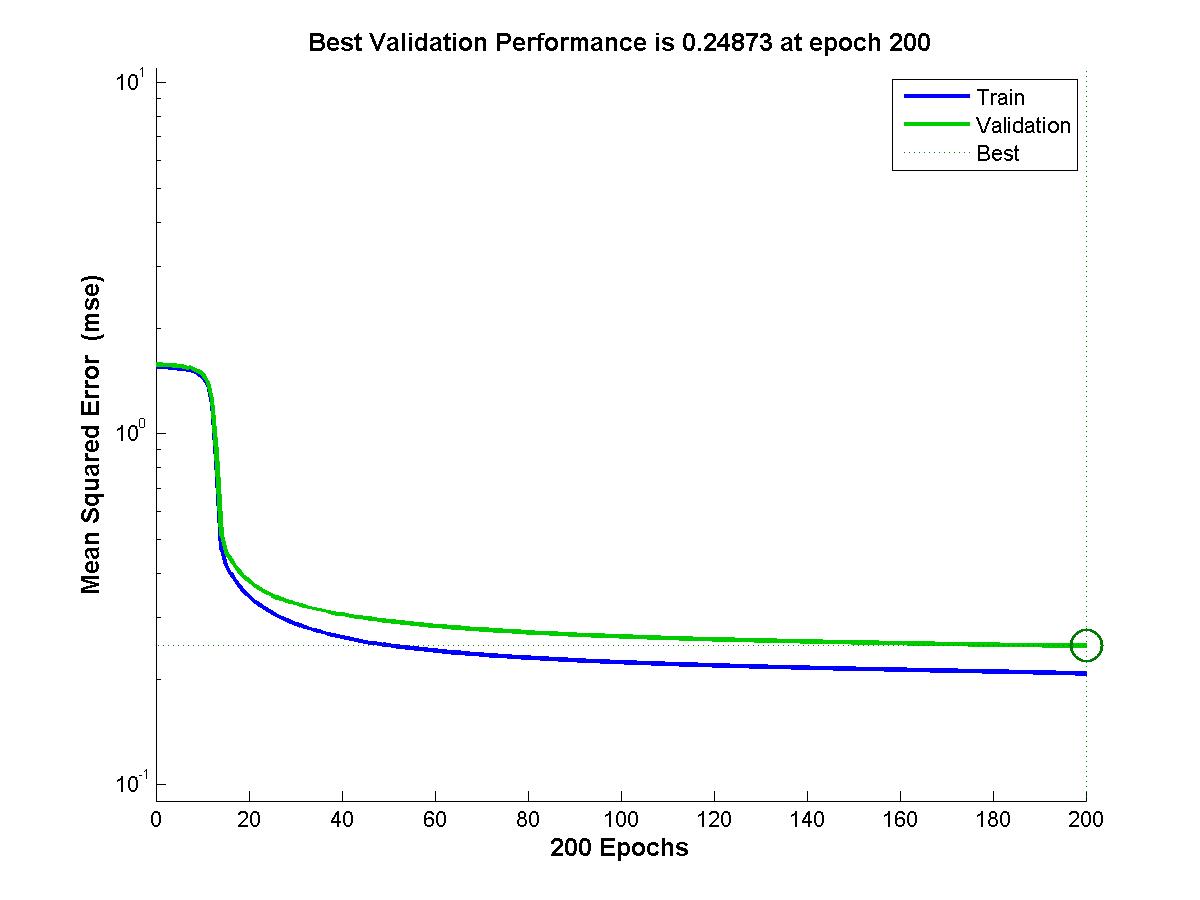 Best Validation Performance is 0.24873 at epoch 200
Train
Validation
Best
Mean Squared Error (mse)
10^1
10^0
10^-1
0 20 40 60 80 100 120 140 160 180 200
200 Epochs